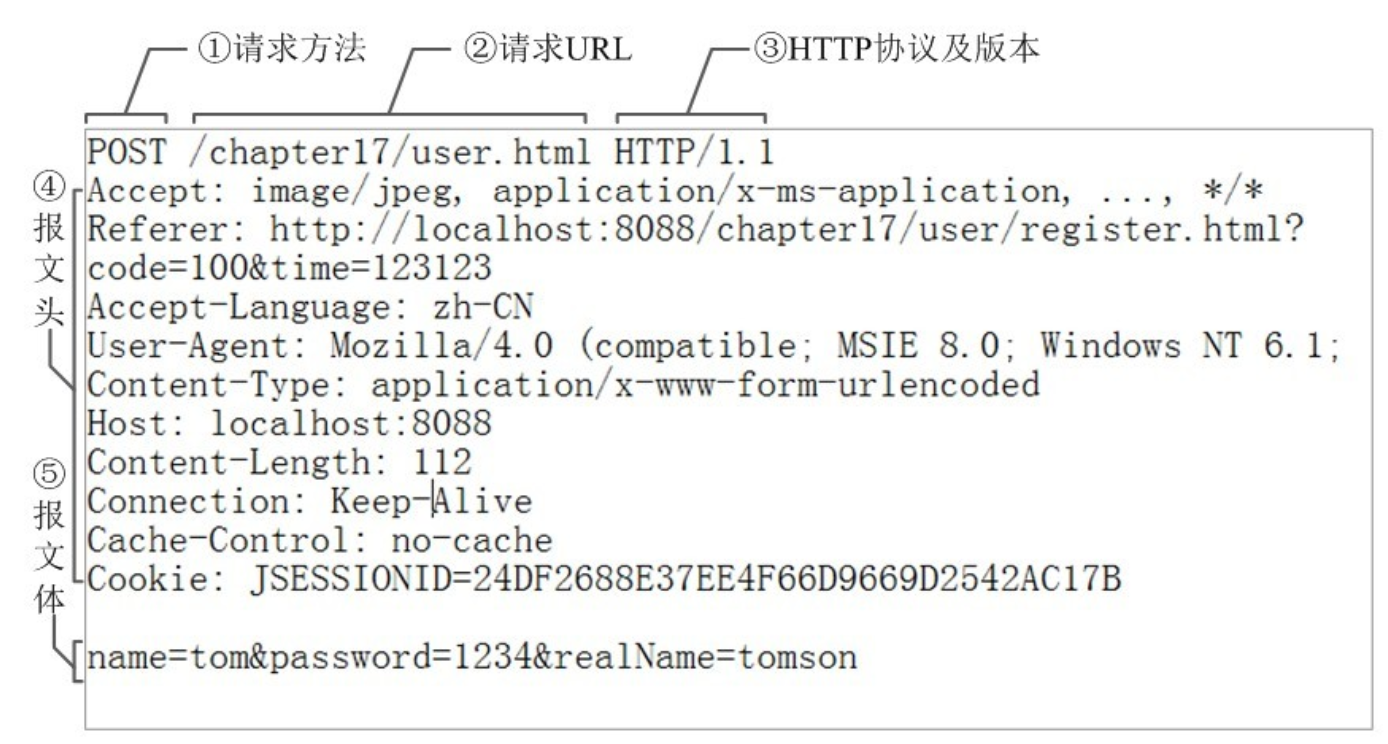 ①请求方法 ②请求URL ③HTTP协议及版本
POST /chapter17/user.html HTTP/1.1
④报文头
Accept: image/jpeg, application/x-ms-application, ..., */*
Referer: http://localhost:8088/chapter17/user/register.html?
code=100&time=123123
Accept-Language: zh-CN
User-Agent: Mozilla/4.0 (compatible; MSIE 8.0; Windows NT 6.1;
Content-Type: application/x-www-form-urlencoded
Host: localhost:8088
Content-Length: 112
Connection: Keep-Alive
Cache-Control: no-cache
Cookie: JSESSIONID=24DF2688E37EE4F66D9669D2542AC17B
⑤报文体
name=tom&password=1234&realName=tomson